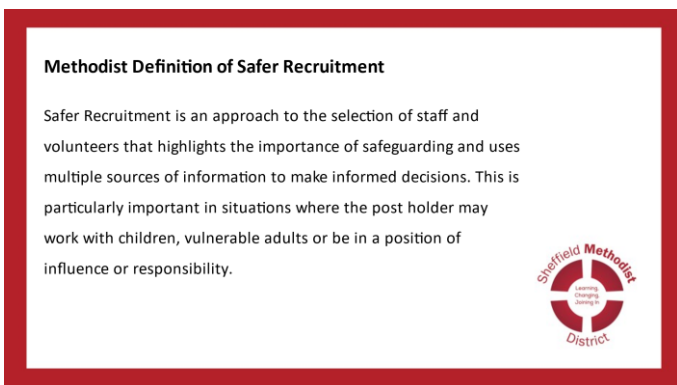 Methodist Definition of Safer Recruitment
Safer Recruitment is an approach to the selection of staff and
volunteers that highlights the importance of safeguarding and uses
multiple sources of information to make informed decisions. This is
particularly important in situations where the post holder may
work with children, vulnerable adults or be in a position of
influence or responsibility.
Sheffield Methodist
Learning,
Changing,
Joining in
District